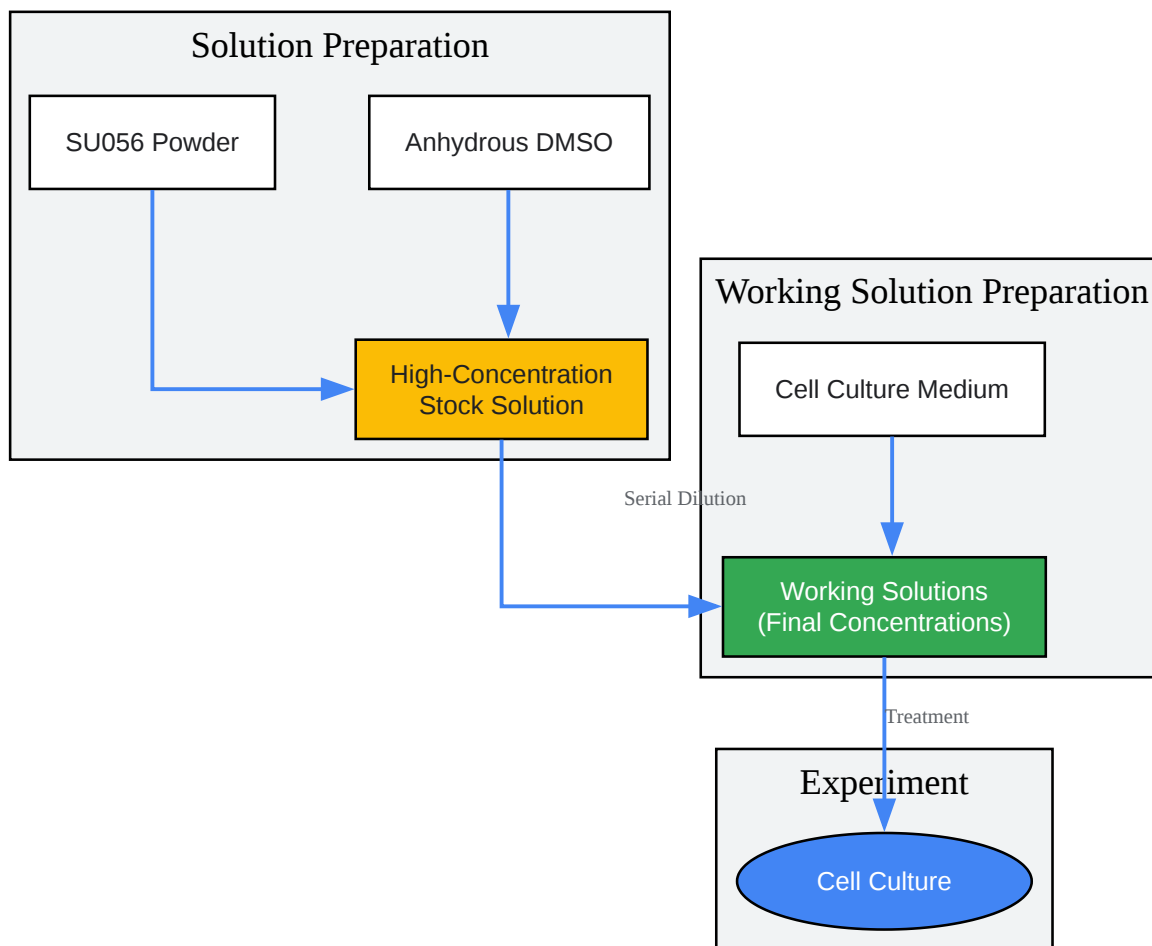 Solution Preparation
SU056 Powder
Anhydrous DMSO
High-Concentration
Stock Solution
Working Solution Preparation
Cell Culture Medium
Serial Dilution
Working Solutions
(Final Concentrations)
Treatment
Experiment
Cell Culture